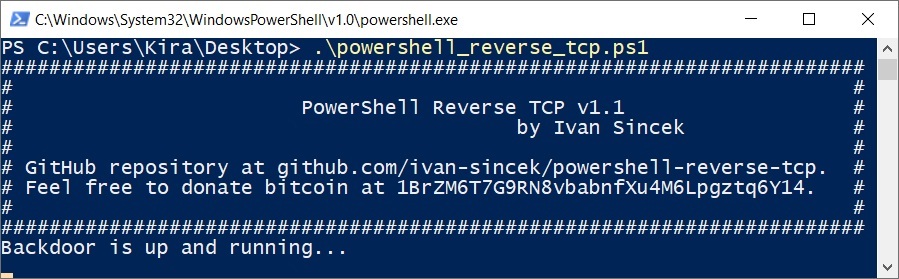 C:\Windows\System32\WindowsPowerShell\v1.0\powershell.exe
PS C:\Users\Kira\Desktop> .\powershell_reverse_tcp.ps1
########################################################################
#                                                                      #
#                        PowerShell Reverse TCP v1.1                   #
#                                          by Ivan Sincek              #
#                                                                      #
# GitHub repository at github.com/ivan-sincek/powershell-reverse-tcp.  #
# Feel free to donate bitcoin at 1BrZM6T7G9RN8vbabnfXu4M6Lpgztq6Y14.   #
#                                                                      #
########################################################################
Backdoor is up and running...